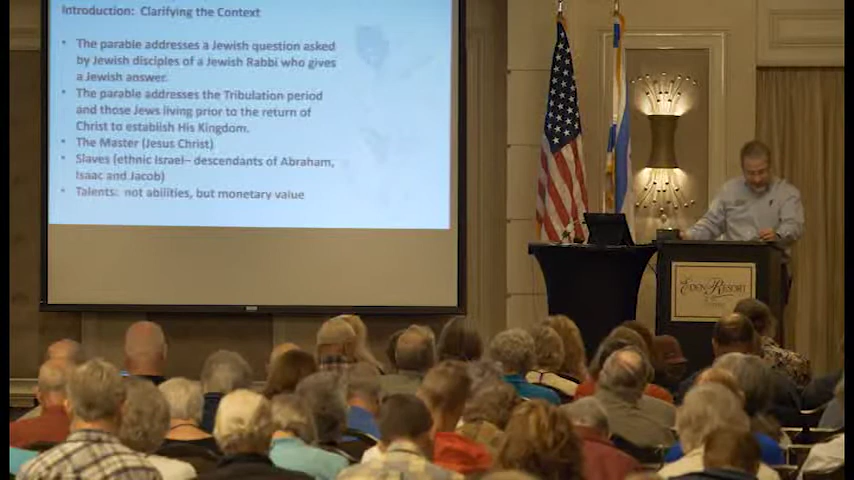 Introduction: Clarifying the Context
• The parable addresses a Jewish question asked
by Jewish disciples of a Jewish Rabbi who gives
a Jewish answer.
• The parable addresses the Tribulation period
and those Jews living prior to the return of
Christ to establish His Kingdom.
• The Master (Jesus Christ)
• Slaves (ethnic Israel– descendants of Abraham,
Isaac and Jacob)
• Talents: not abilities, but monetary value
Eden Resort